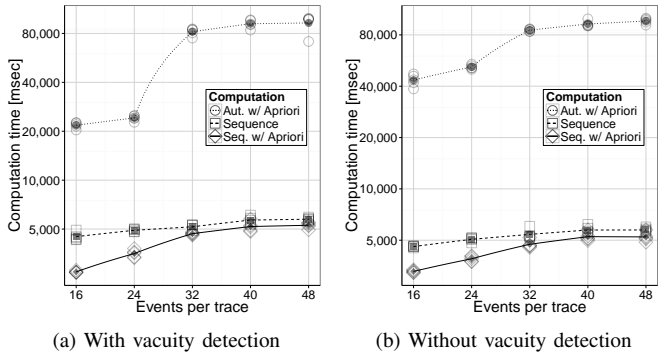 Computation time [msec]
80,000
40,000
20,000
10,000
5,000
Computation
Aut. w/ Apriori
Sequence
Seq. w/ Apriori
16 24 32 40 48
Events per trace
(a) With vacuity detection
Computation time [msec]
80,000
40,000
20,000
10,000
5,000
Computation
Aut. w/ Apriori
Sequence
Seq. w/ Apriori
16 24 32 40 48
Events per trace
(b) Without vacuity detection